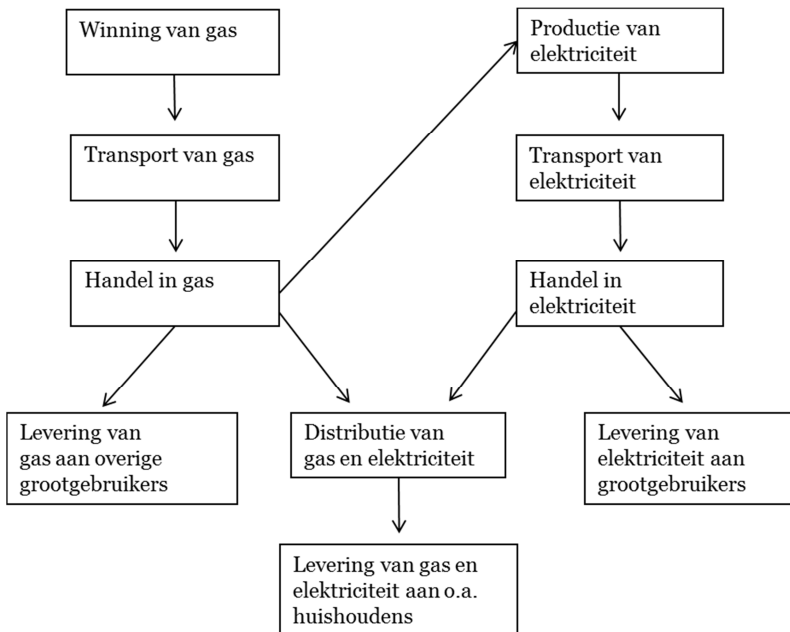 Winning van gas
Productie van
elektriciteit
Transport van gas
Transport van
elektriciteit
Handel in gas
Handel in
elektriciteit
Levering van
gas aan overige
grootgebruikers
Distributie van
gas en elektriciteit
Levering van
elektriciteit aan
grootgebruikers
Levering van gas en
elektriciteit aan o.a.
huishoudens